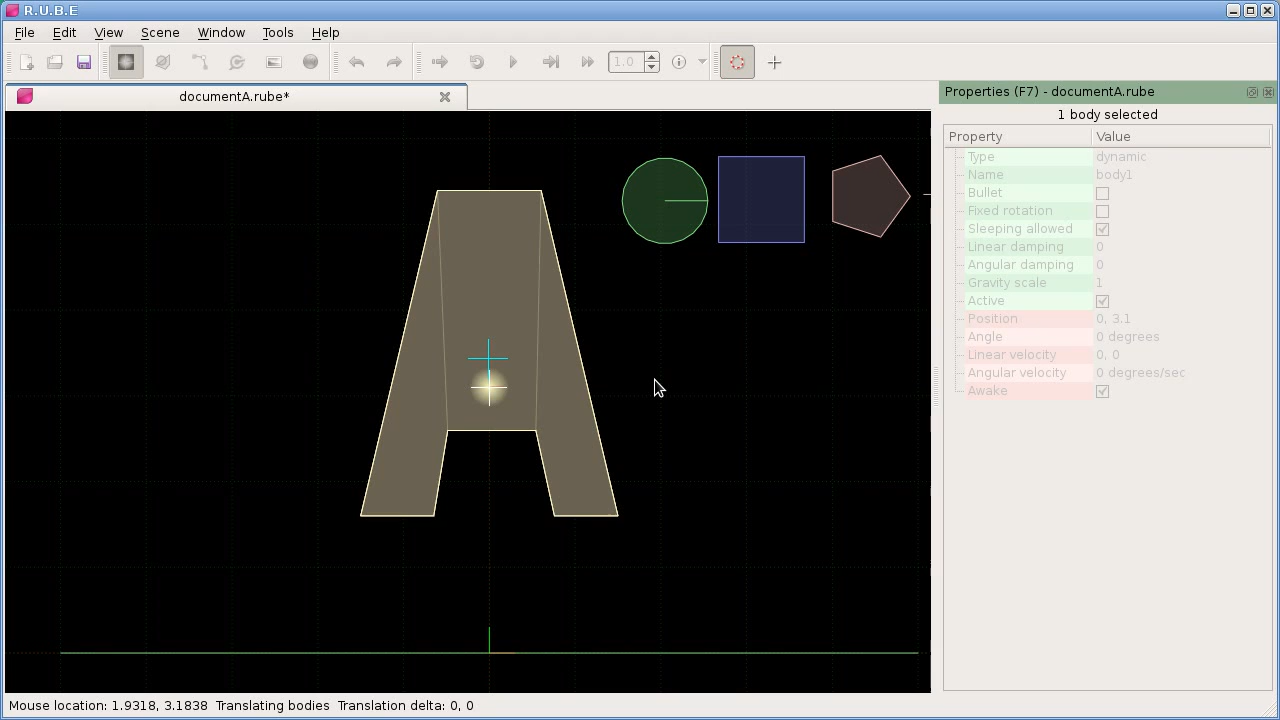 R.U.B.E
File Edit View Scene Window Tools Help
1.0
documentA.rube*
Properties (F7) - documentA.rube
1 body selected
Property Value
Type dynamic
Name body1
Bullet
Fixed rotation
Sleeping allowed
Linear damping 0
Angular damping 0
Gravity scale 1
Active
Position 0, 3.1
Angle 0 degrees
Linear velocity 0, 0
Angular velocity 0 degrees/sec
Awake
Mouse location: 1.9318, 3.1838 Translating bodies Translation delta: 0, 0